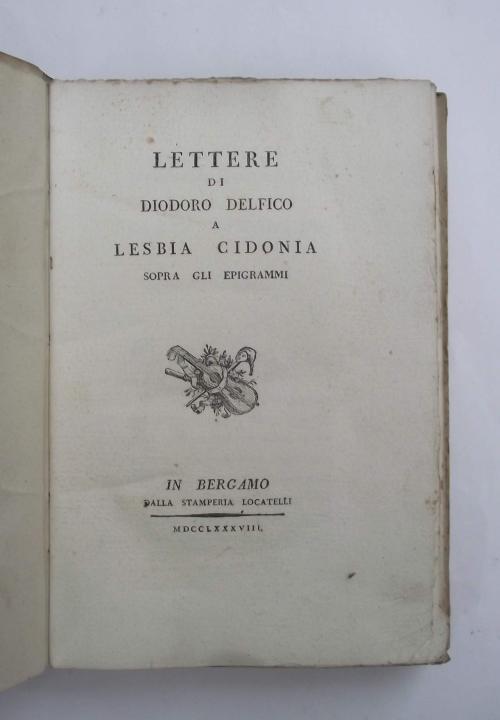 LETTERE
DI
DIODORO DELFICO
A
LESBIA CIDONIA
SOPRA GLI EPIGRAMMI
IN BERGAMO
DALLA STAMPERIA LOCATELLI
MDCCLXXXVIII.